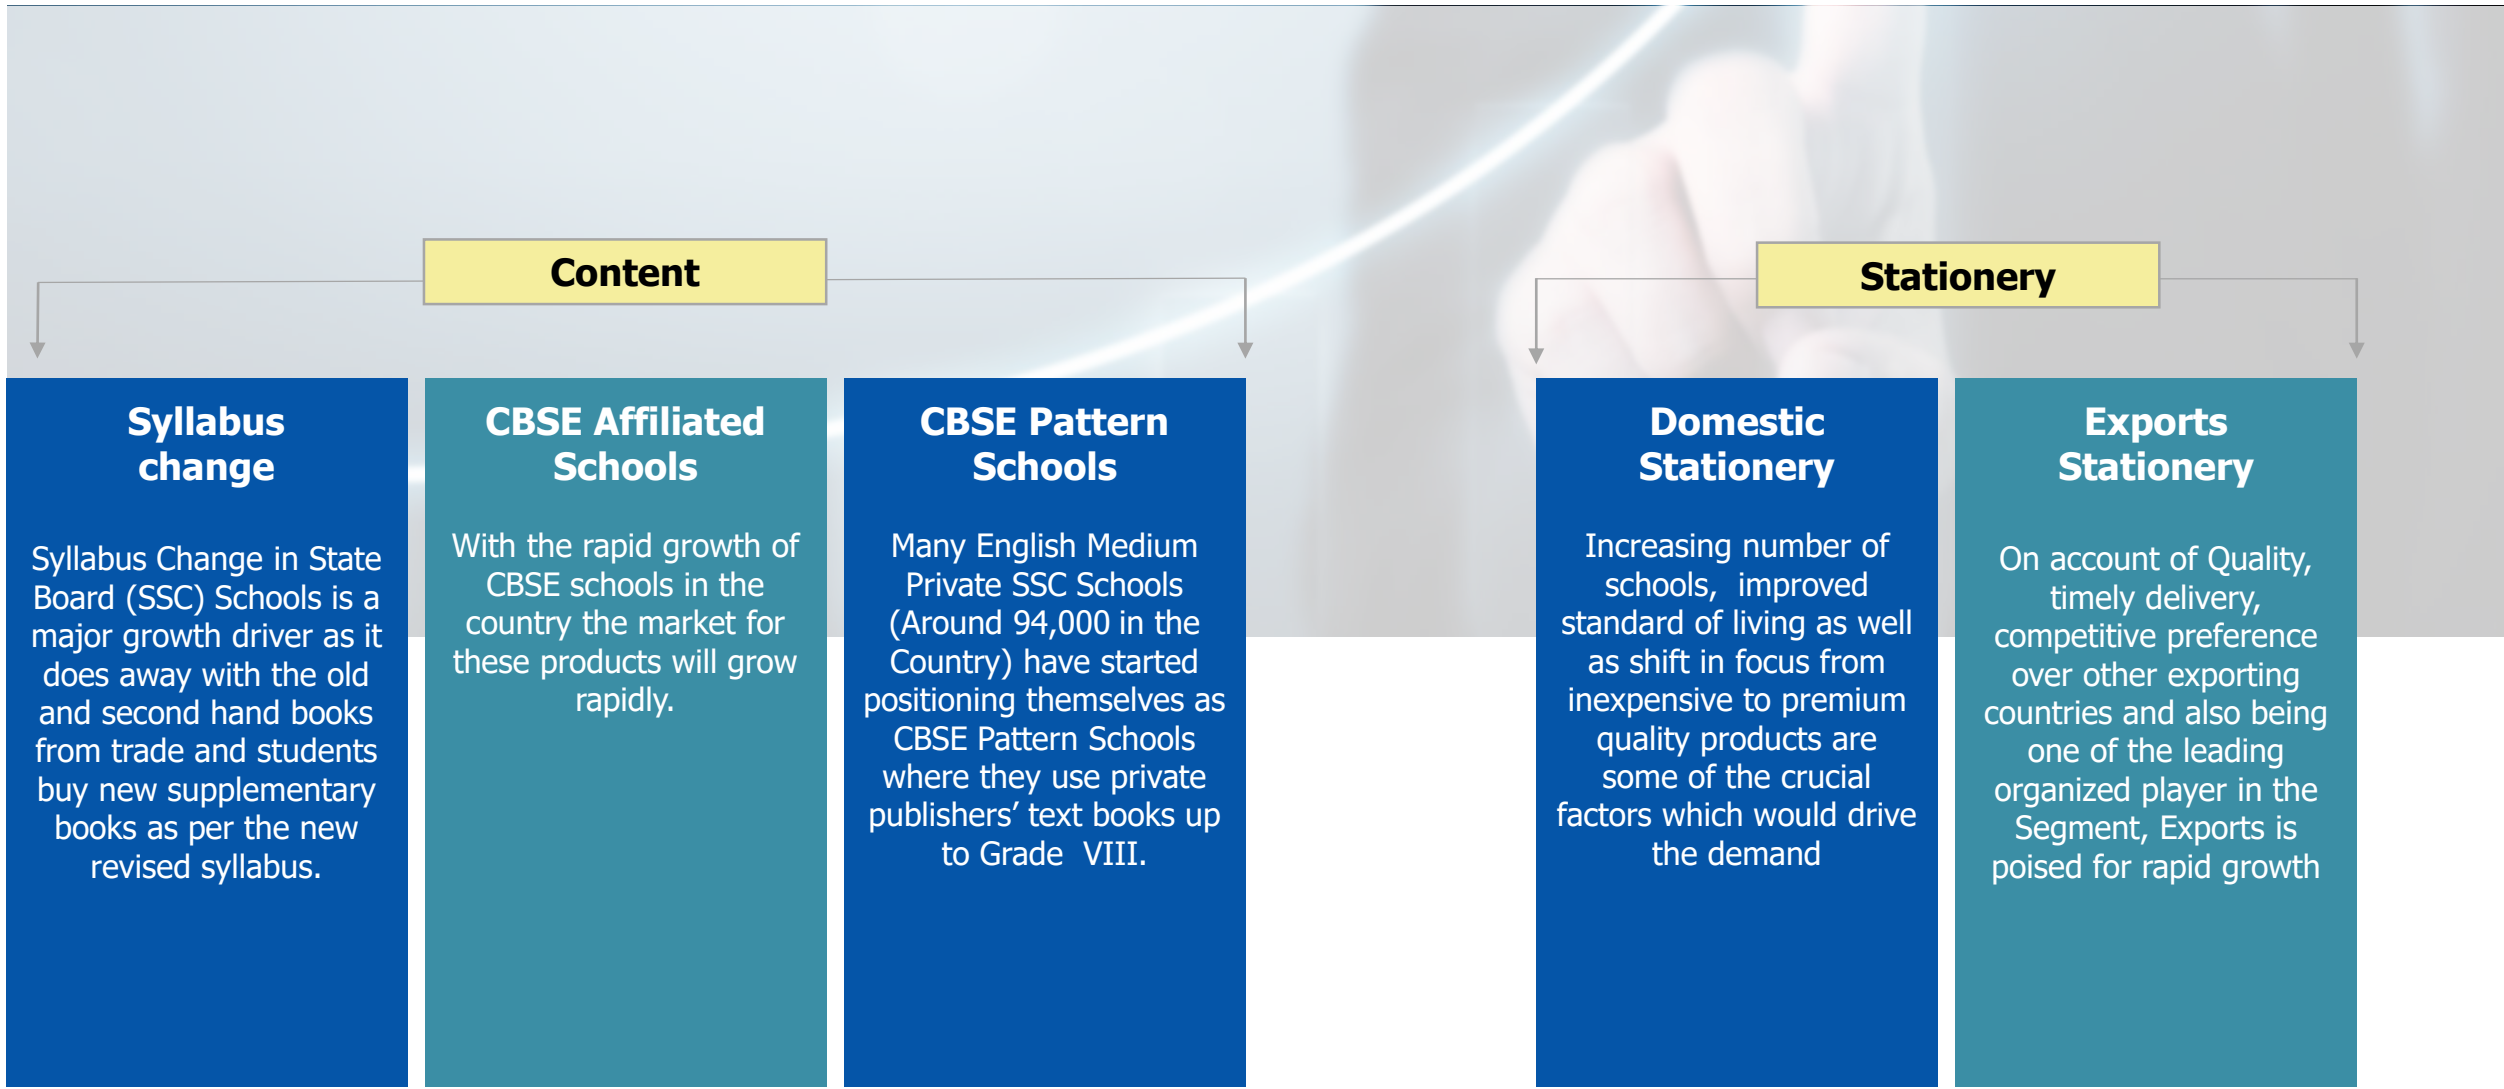 Content
Syllabus
change
Syllabus Change in State
Board (SSC) Schools is a
major growth driver as it
does away with the old
and second hand books
from trade and students
buy new supplementary
books as per the new
revised syllabus.
CBSE Affiliated
Schools
With the rapid growth of
CBSE schools in the
country the market for
these products will grow
rapidly.
CBSE Pattern
Schools
Many English Medium
Private SSC Schools
(Around 94,000 in the
Country) have started
positioning themselves as
CBSE Pattern Schools
where they use private
publishers’ text books up
to Grade  VIII.
Stationery
Domestic
Stationery
Increasing number of
schools,  improved
standard of living as well
as shift in focus from
inexpensive to premium
quality products are
some of the crucial
factors which would drive
the demand
Exports
Stationery
On account of Quality,
timely delivery,
competitive preference
over other exporting
countries and also being
one of the leading
organized player in the
Segment, Exports is
poised for rapid growth